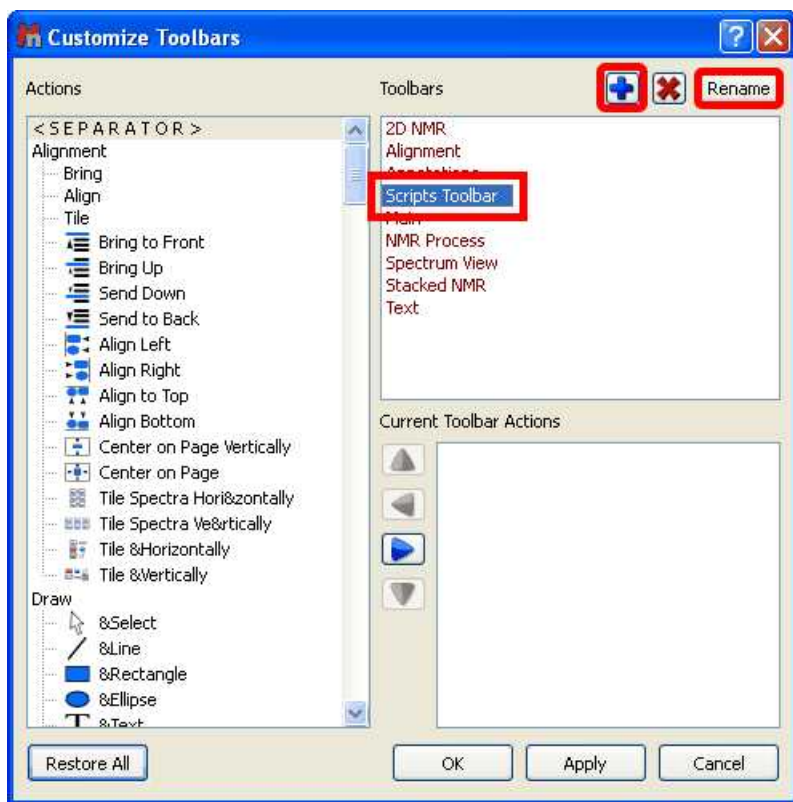 Customize Toolbars
Actions
Toolbars
Rename
<SEPARATOR>
Alignment
Bring
Align
Tile
Bring to Front
Bring Up
Send Down
Send to Back
Align Left
Align Right
Align to Top
Align Bottom
Center on Page Vertically
Center on Page
Tile Spectra Hori&zontally
Tile Spectra Ve&rtically
Tile &Horizontally
Tile &Vertically
Draw
&Select
&Line
&Rectangle
&Ellipse
&Text
2D NMR
Alignment
Annotations
Scripts Toolbar
Main
NMR Process
Spectrum View
Stacked NMR
Text
Current Toolbar Actions
Restore All
OK
Apply
Cancel